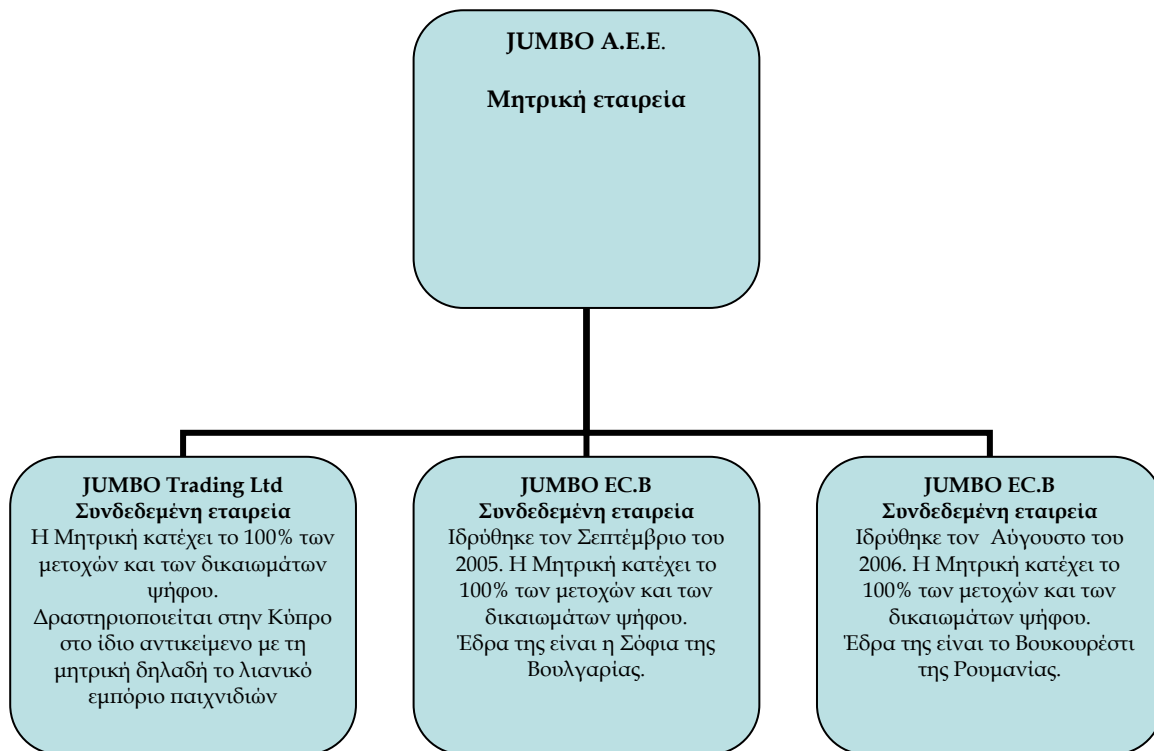 JUMBO Α.Ε.Ε.
Μητρική εταιρεία
JUMBO Trading Ltd
Συνδεδεμένη εταιρεία
Η Μητρική κατέχει το 100% των
μετοχών και των δικαιωμάτων
ψήφου.
Δραστηριοποιείται στην Κύπρο
στο ίδιο αντικείμενο με τη
μητρική δηλαδή το λιανικό
εμπόριο παιχνιδιών
JUMBO EC.B
Συνδεδεμένη εταιρεία
Ιδρύθηκε τον Σεπτέμβριο του
2005. Η Μητρική κατέχει το
100% των μετοχών και των
δικαιωμάτων ψήφου.
Έδρα της είναι η Σόφια της
Βουλγαρίας.
JUMBO EC.B
Συνδεδεμένη εταιρεία
Ιδρύθηκε τον Αύγουστο του
2006. Η Μητρική κατέχει το
100% των μετοχών και των
δικαιωμάτων ψήφου.
Έδρα της είναι το Βουκουρέστι
της Ρουμανίας.